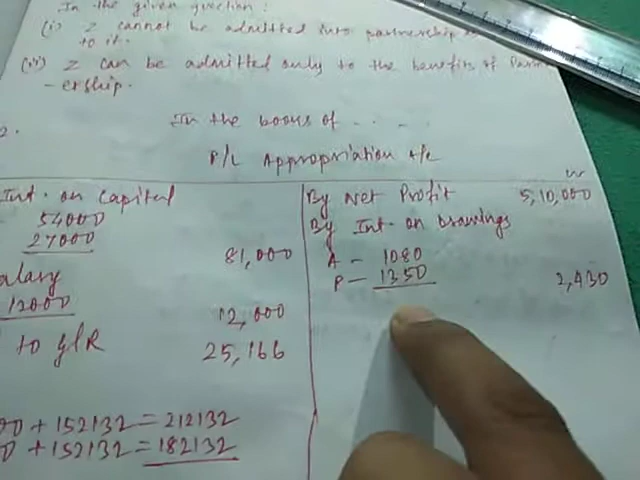 In the given question:
(i) Z cannot be admitted into partnership
to it.
(ii) Z can be admitted only to the benefits of Partn
-ership.
2.
In the books of . . . . .
P/L Appropriation A/c
Int. on Capital
54000
27000
81,000
alary
12000
12,000
to G/R
25,166
00 + 152132 = 212132
0 + 152132 = 182132
By Net Profit 5,10,000
By Int. on Drawings
A - 1080
P - 1350
2,430